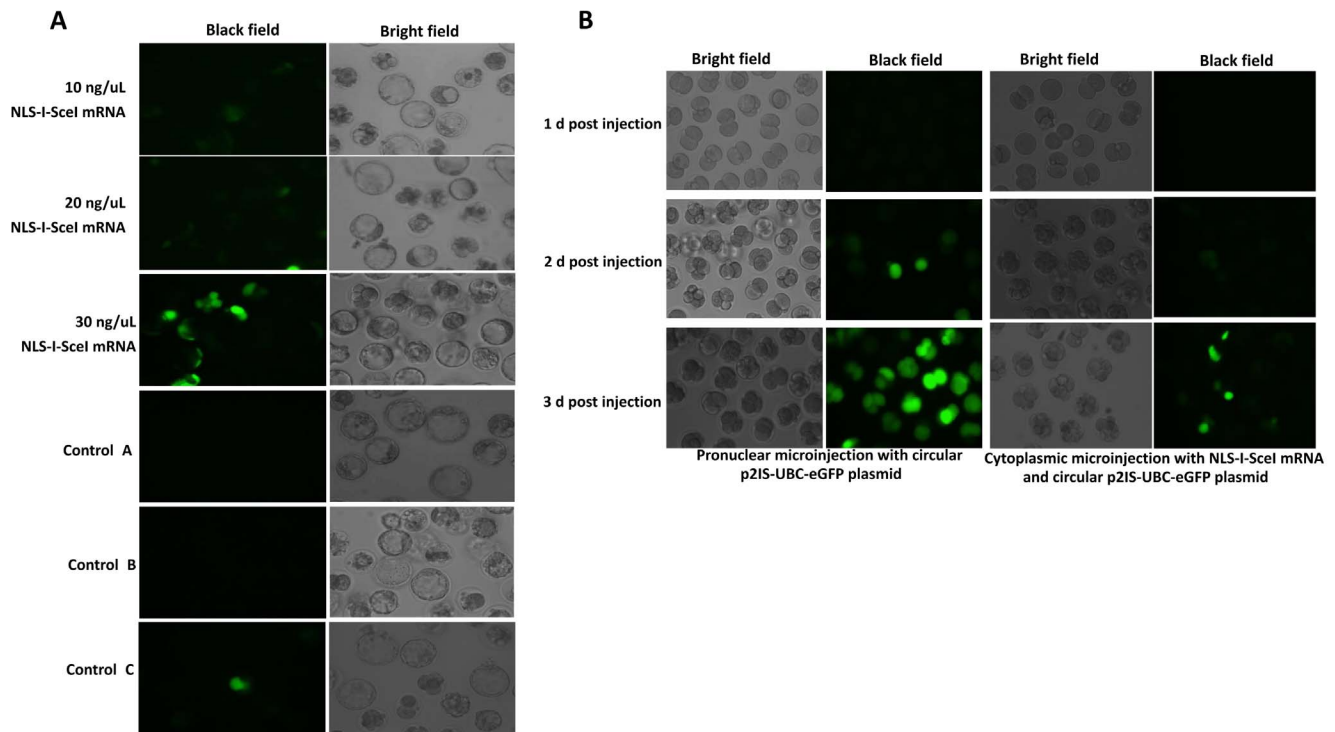 A
Black field Bright field
10 ng/uL
NLS-I-SceI mRNA
20 ng/uL
NLS-I-SceI mRNA
30 ng/uL
NLS-I-SceI mRNA
Control A
Control B
Control C
B
Bright field Black field Bright field Black field
1 d post injection
2 d post injection
3 d post injection
Pronuclear microinjection with circular
p2IS-UBC-eGFP plasmid
Cytoplasmic microinjection with NLS-I-SceI mRNA
and circular p2IS-UBC-eGFP plasmid